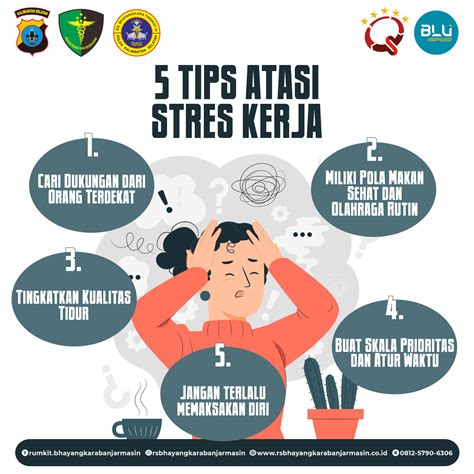 BLU
SPEED
5 TIPS ATASI
STRES KERJA
1.
CARI DUKUNGAN DARI
ORANG TERDEKAT
2.
MILIKI POLA MAKAN
SEHAT DAN
OLAHRAGA RUTIN
3.
TINGKATKAN KUALITAS
TIDUR
4.
BUAT SKALA PRIORITAS
DAN ATUR WAKTU
5.
JANGAN TERLALU
MEMAKSAKAN DIRI
rumkit.bhayangkarabanjarmasin rsbhayangkarabanjarmasin www.rsbhayangkarabanjarmasin.co.id 0812-5790-6306